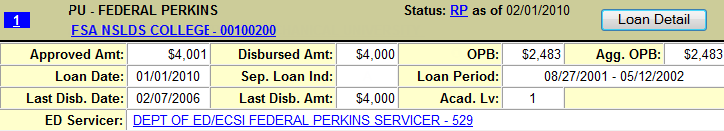 1 PU - FEDERAL PERKINS Status: RP as of 02/01/2010 Loan Detail
FSA NSLDS COLLEGE - 00100200
Approved Amt: $4,001 Disbursed Amt: $4,000 OPB: $2,483 Agg. OPB: $2,483
Loan Date: 01/01/2010 Sep. Loan Ind: Loan Period: 08/27/2001 - 05/12/2002
Last Disb. Date: 02/07/2006 Last Disb. Amt: $4,000 Acad. Lv: 1
ED Servicer: DEPT OF ED/ECSI FEDERAL PERKINS SERVICER - 529